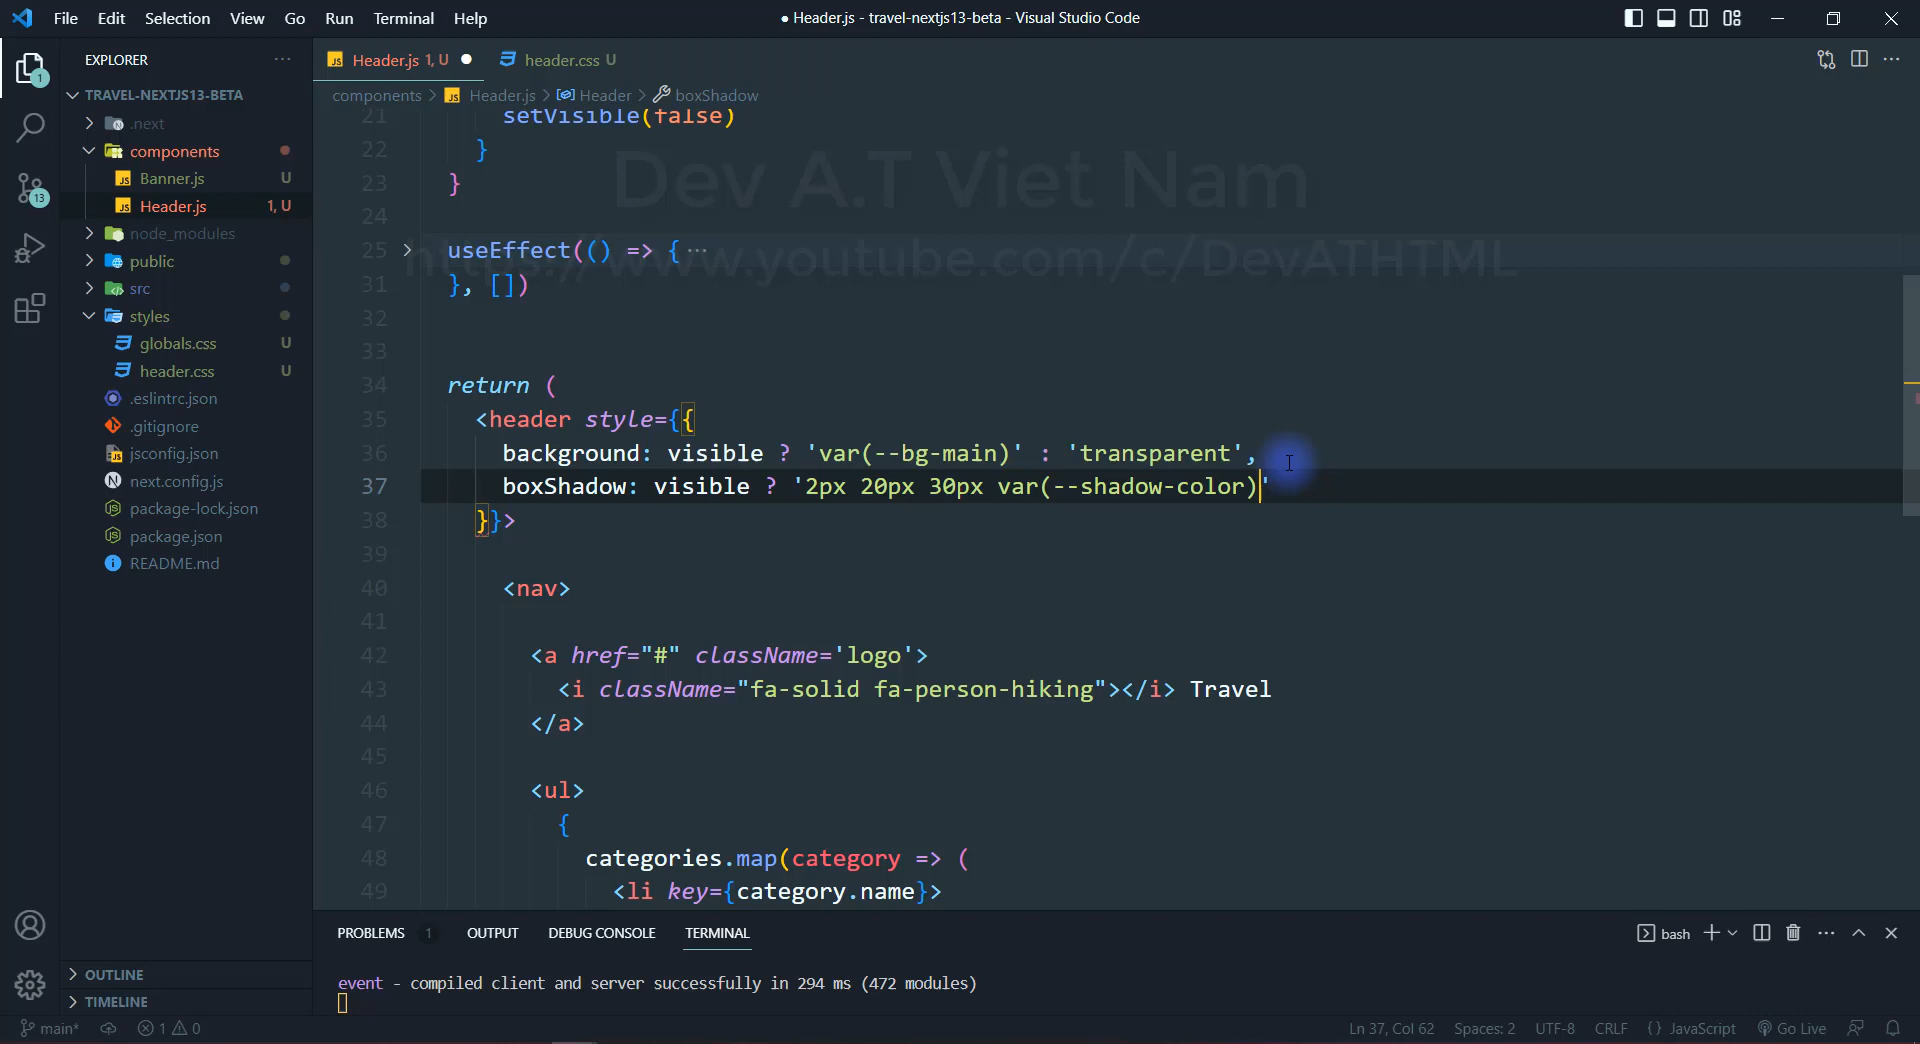 File Edit Selection View Go Run Terminal Help
● Header.js - travel-nextjs13-beta - Visual Studio Code
EXPLORER
TRAVEL-NEXTJS13-BETA
.next
components
Banner.js U
Header.js 1, U
node_modules
public
src
styles
globals.css U
header.css U
.eslintrc.json
.gitignore
jsconfig.json
next.config.js
package-lock.json
package.json
README.md
OUTLINE
TIMELINE
1
13
Header.js 1, U ●
header.css U
components > Header.js > Header > boxShadow
21 setVisible(false)
22 }
23 }
24
25 useEffect(() => { ···
31 }, [])
32
33
34 return (
35 <header style={{
36 background: visible ? 'var(--bg-main)' : 'transparent',
37 boxShadow: visible ? '2px 20px 30px var(--shadow-color)'
38 }}>
39
40 <nav>
41
42 <a href="#" className='logo'>
43 <i className="fa-solid fa-person-hiking"></i> Travel
44 </a>
45
46 <ul>
47 {
48 categories.map(category => (
49 <li key={category.name}>
Dev A.T Viet Nam
https://www.youtube.com/c/DevATHTML
PROBLEMS 1 OUTPUT DEBUG CONSOLE TERMINAL
bash
event - compiled client and server successfully in 294 ms (472 modules)
main* 1 0
Ln 37, Col 62 Spaces: 2 UTF-8 CRLF {} JavaScript Go Live